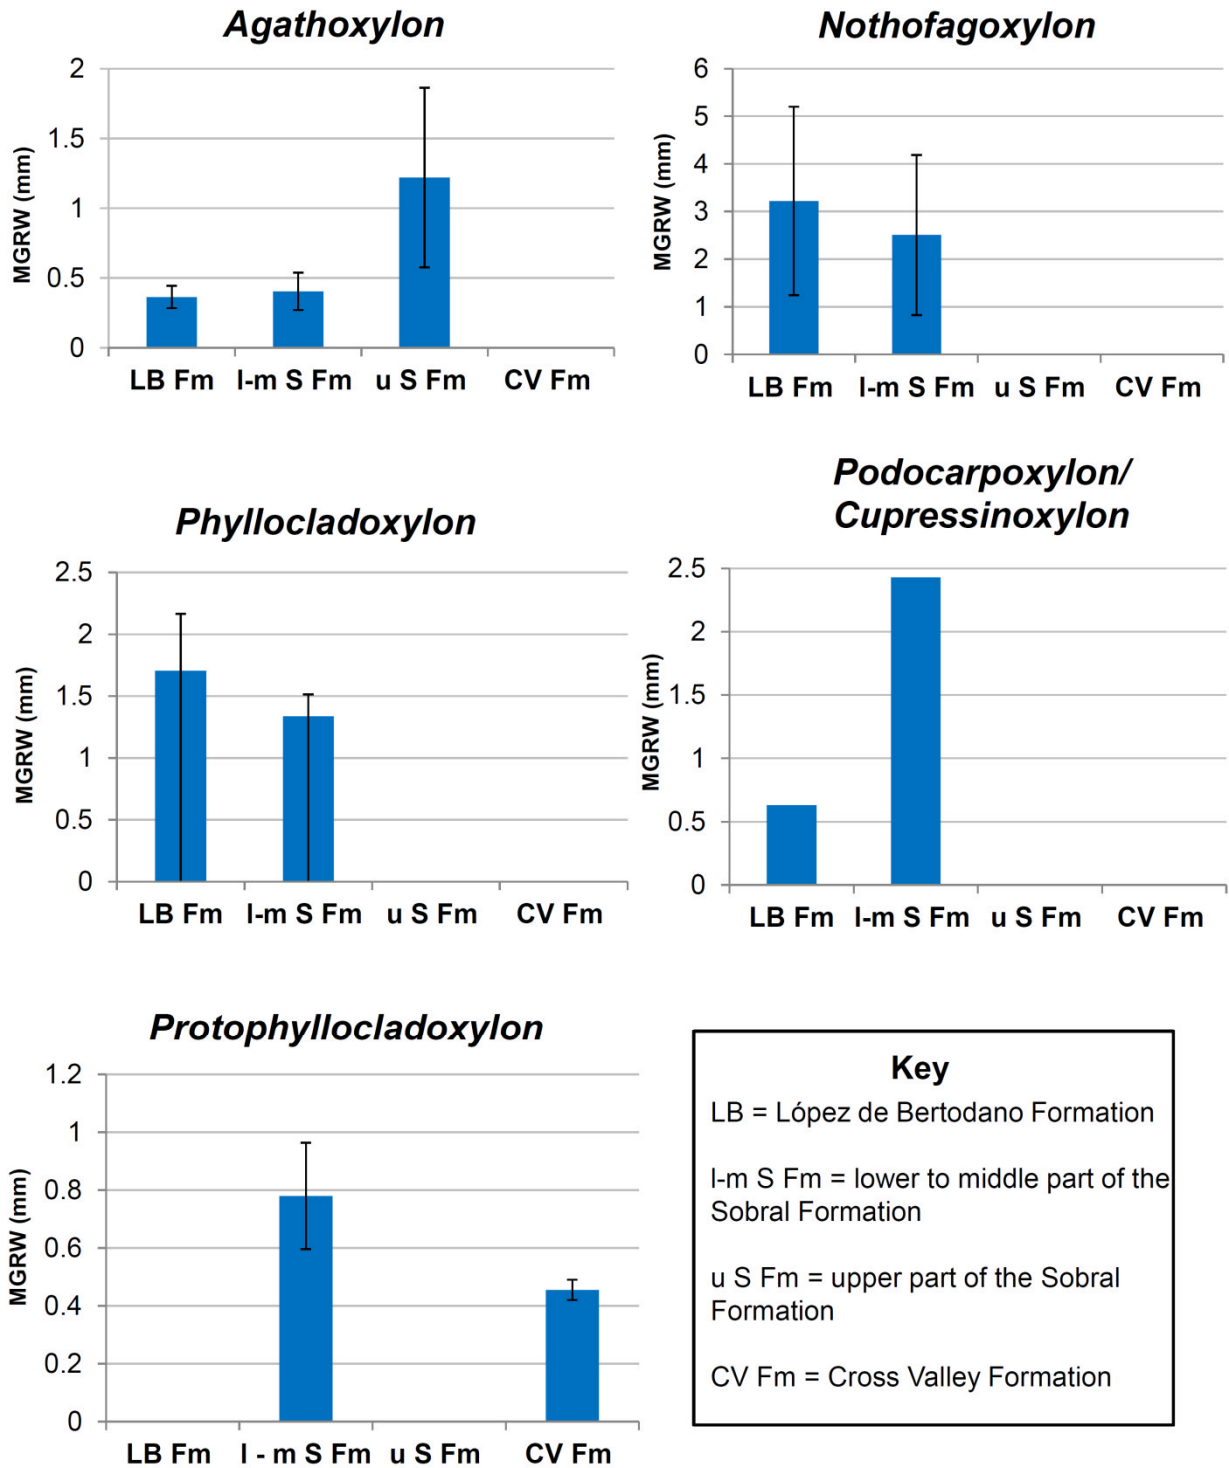 Agathoxylon
MGRW (mm)
2
1.5
1
0.5
0
LB Fm l-m S Fm u S Fm CV Fm
Nothofagoxylon
MGRW (mm)
6
5
4
3
2
1
0
LB Fm l-m S Fm u S Fm CV Fm
Phyllocladoxylon
MGRW (mm)
2.5
2
1.5
1
0.5
0
LB Fm l-m S Fm u S Fm CV Fm
Podocarpoxylon/
Cupressinoxylon
MGRW (mm)
2.5
2
1.5
1
0.5
0
LB Fm l-m S Fm u S Fm CV Fm
Protophyllocladoxylon
MGRW (mm)
1.2
1
0.8
0.6
0.4
0.2
0
LB Fm l - m S Fm u S Fm CV Fm
Key
LB = López de Bertodano Formation
l-m S Fm = lower to middle part of the
Sobral Formation
u S Fm = upper part of the Sobral
Formation
CV Fm = Cross Valley Formation